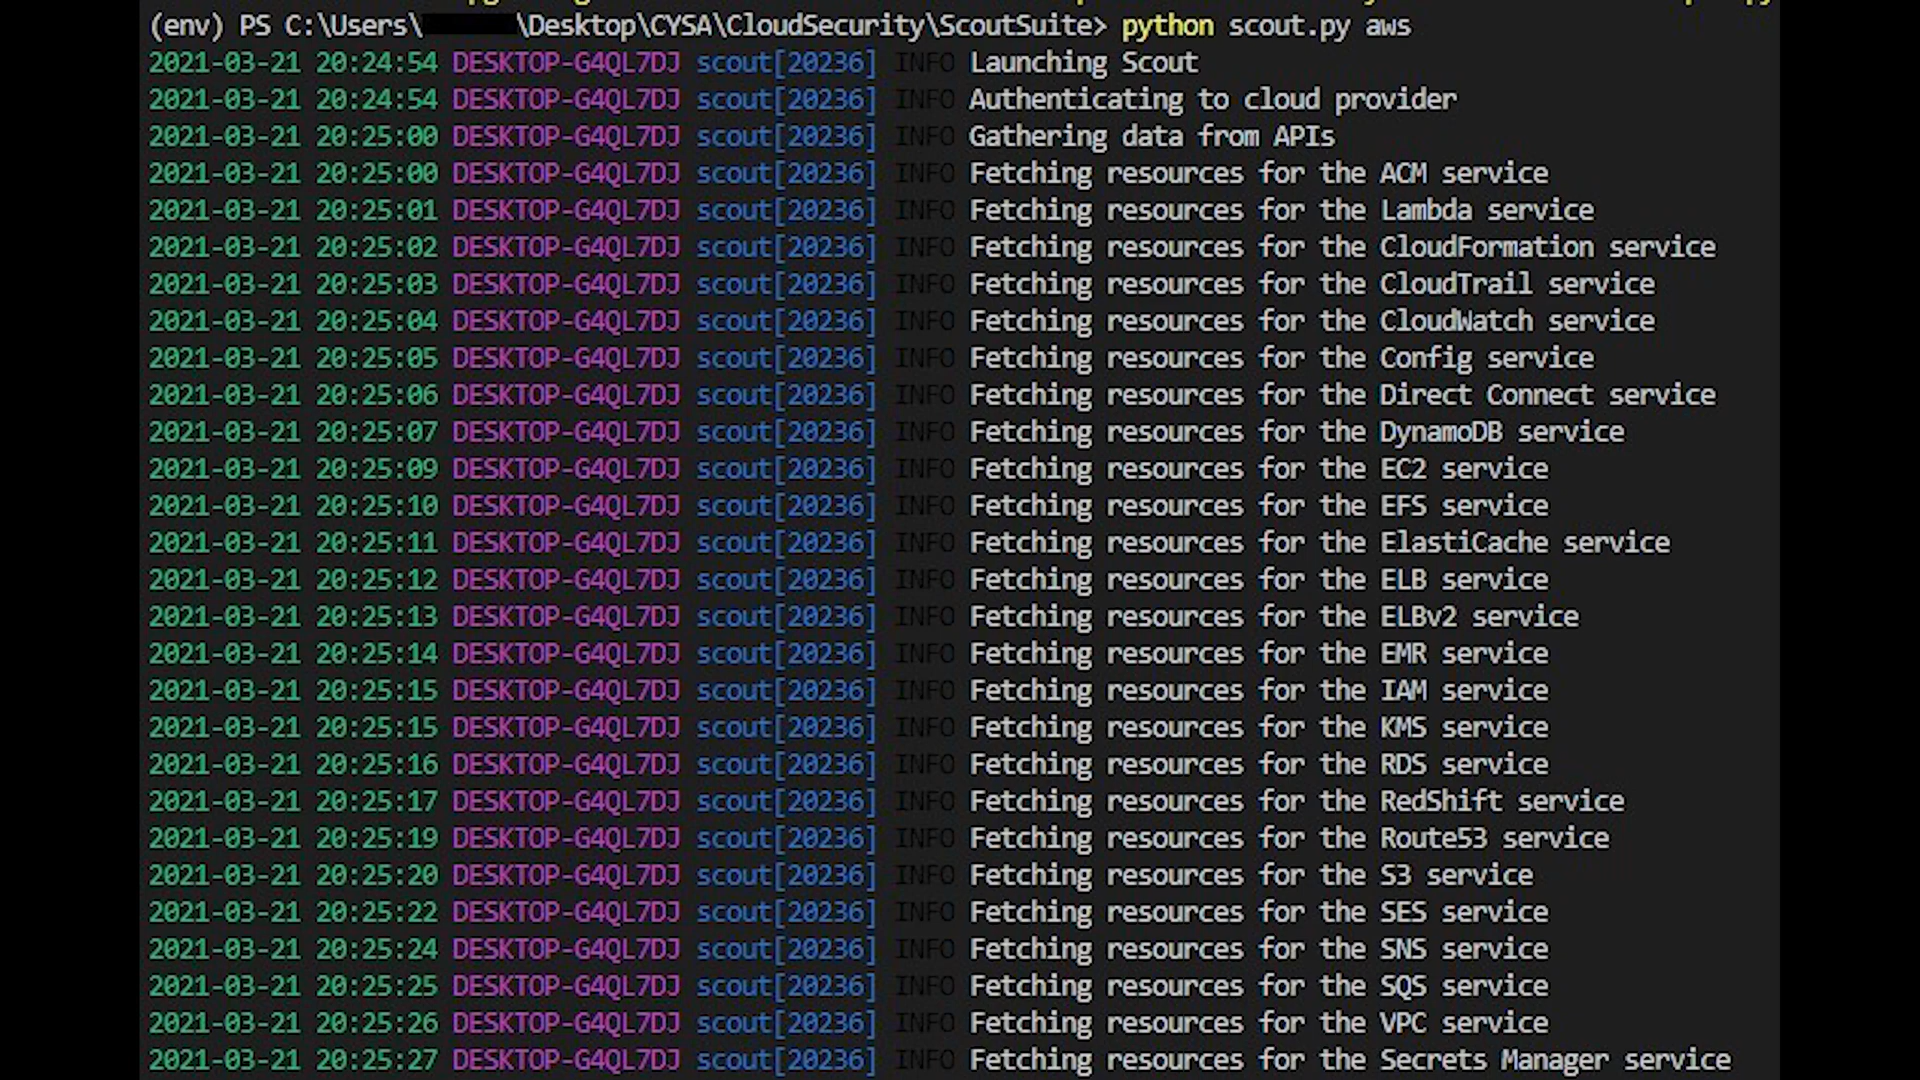 (env) PS C:\Users\ \Desktop\CYSA\CloudSecurity\ScoutSuite> python scout.py aws
2021-03-21 20:24:54 DESKTOP-G4QL7DJ scout[20236] INFO Launching Scout
2021-03-21 20:24:54 DESKTOP-G4QL7DJ scout[20236] INFO Authenticating to cloud provider
2021-03-21 20:25:00 DESKTOP-G4QL7DJ scout[20236] INFO Gathering data from APIs
2021-03-21 20:25:00 DESKTOP-G4QL7DJ scout[20236] INFO Fetching resources for the ACM service
2021-03-21 20:25:01 DESKTOP-G4QL7DJ scout[20236] INFO Fetching resources for the Lambda service
2021-03-21 20:25:02 DESKTOP-G4QL7DJ scout[20236] INFO Fetching resources for the CloudFormation service
2021-03-21 20:25:03 DESKTOP-G4QL7DJ scout[20236] INFO Fetching resources for the CloudTrail service
2021-03-21 20:25:04 DESKTOP-G4QL7DJ scout[20236] INFO Fetching resources for the CloudWatch service
2021-03-21 20:25:05 DESKTOP-G4QL7DJ scout[20236] INFO Fetching resources for the Config service
2021-03-21 20:25:06 DESKTOP-G4QL7DJ scout[20236] INFO Fetching resources for the Direct Connect service
2021-03-21 20:25:07 DESKTOP-G4QL7DJ scout[20236] INFO Fetching resources for the DynamoDB service
2021-03-21 20:25:09 DESKTOP-G4QL7DJ scout[20236] INFO Fetching resources for the EC2 service
2021-03-21 20:25:10 DESKTOP-G4QL7DJ scout[20236] INFO Fetching resources for the EFS service
2021-03-21 20:25:11 DESKTOP-G4QL7DJ scout[20236] INFO Fetching resources for the ElastiCache service
2021-03-21 20:25:12 DESKTOP-G4QL7DJ scout[20236] INFO Fetching resources for the ELB service
2021-03-21 20:25:13 DESKTOP-G4QL7DJ scout[20236] INFO Fetching resources for the ELBv2 service
2021-03-21 20:25:14 DESKTOP-G4QL7DJ scout[20236] INFO Fetching resources for the EMR service
2021-03-21 20:25:15 DESKTOP-G4QL7DJ scout[20236] INFO Fetching resources for the IAM service
2021-03-21 20:25:15 DESKTOP-G4QL7DJ scout[20236] INFO Fetching resources for the KMS service
2021-03-21 20:25:16 DESKTOP-G4QL7DJ scout[20236] INFO Fetching resources for the RDS service
2021-03-21 20:25:17 DESKTOP-G4QL7DJ scout[20236] INFO Fetching resources for the RedShift service
2021-03-21 20:25:19 DESKTOP-G4QL7DJ scout[20236] INFO Fetching resources for the Route53 service
2021-03-21 20:25:20 DESKTOP-G4QL7DJ scout[20236] INFO Fetching resources for the S3 service
2021-03-21 20:25:22 DESKTOP-G4QL7DJ scout[20236] INFO Fetching resources for the SES service
2021-03-21 20:25:24 DESKTOP-G4QL7DJ scout[20236] INFO Fetching resources for the SNS service
2021-03-21 20:25:25 DESKTOP-G4QL7DJ scout[20236] INFO Fetching resources for the SQS service
2021-03-21 20:25:26 DESKTOP-G4QL7DJ scout[20236] INFO Fetching resources for the VPC service
2021-03-21 20:25:27 DESKTOP-G4QL7DJ scout[20236] INFO Fetching resources for the Secrets Manager service